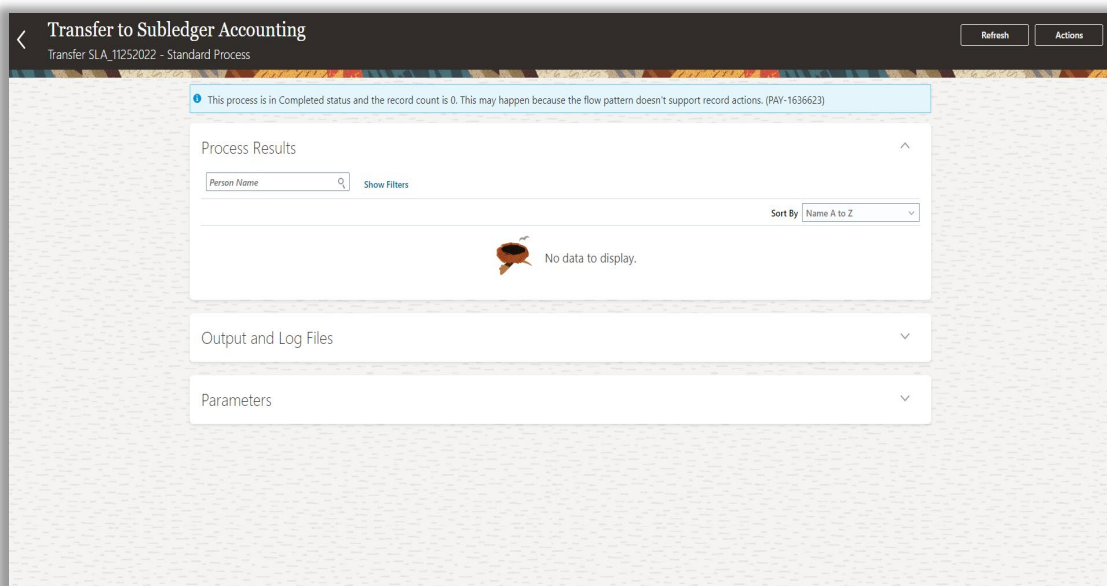 Transfer to Subledger Accounting
Transfer SLA_11252022 - Standard Process
Refresh
Actions
This process is in Completed status and the record count is 0. This may happen because the flow pattern doesn't support record actions. (PAY-1636623)
Process Results
Person Name
Show Filters
Sort By Name A to Z
No data to display.
Output and Log Files
Parameters